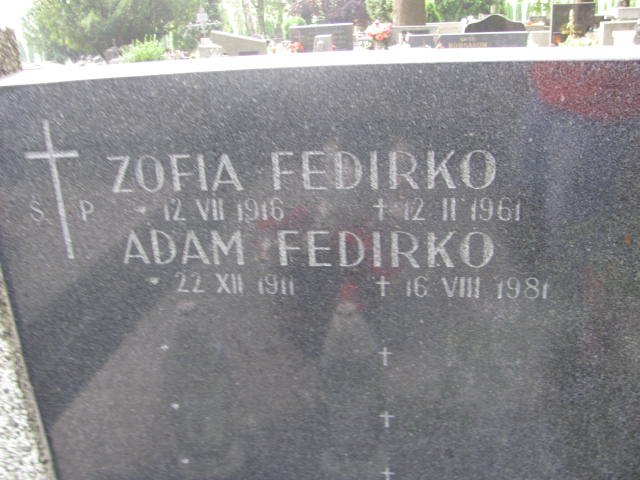 ZOFIA FEDIRKO
Ś P
* 12 VII 1916 † 12 II 1961
ADAM FEDIRKO
* 22 XII 1911 † 16 VIII 1981